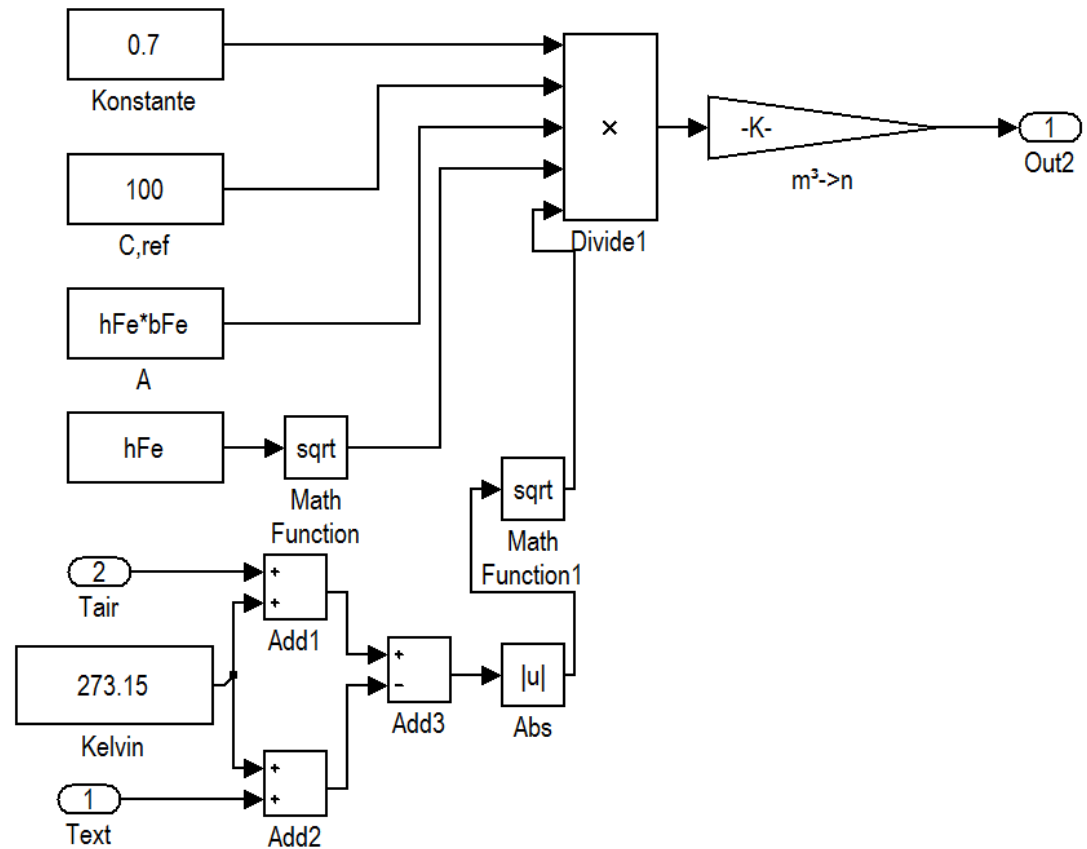 0.7
Konstante
×
-K-
m³->n
1
Out2
100
C,ref
Divide1
hFe*bFe
A
hFe
sqrt
Math
Function
sqrt
Math
Function1
2
Tair
+
+
Add1
273.15
Kelvin
+
-
Add3
|u|
Abs
1
Text
+
+
Add2